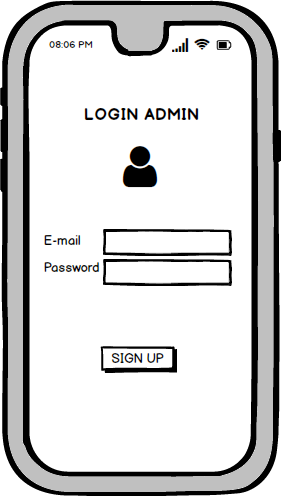 08:06 PM
LOGIN ADMIN
E-mail
Password
SIGN UP